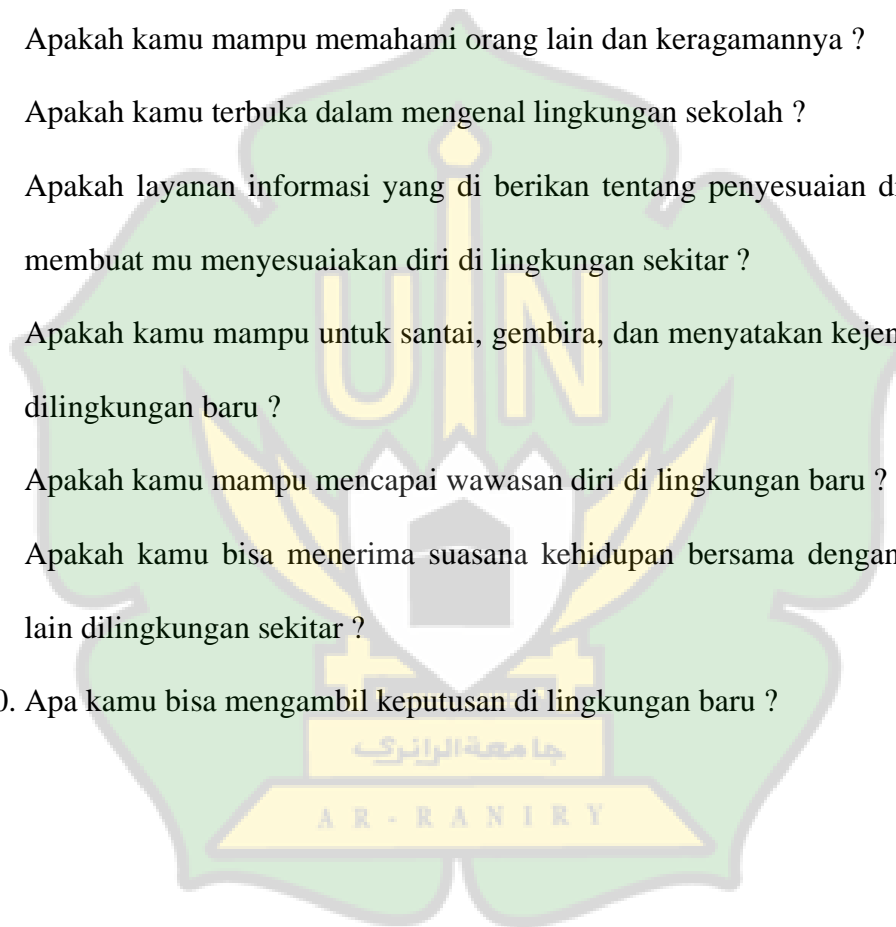 Apakah kamu mampu memahami orang lain dan keragamannya ?
Apakah kamu terbuka dalam mengenal lingkungan sekolah ?
Apakah layanan informasi yang di berikan tentang penyesuaian d
membuat mu menyesuaiakan diri di lingkungan sekitar ?
Apakah kamu mampu untuk santai, gembira, dan menyatakan kejen
dilingkungan baru ?
Apakah kamu mampu mencapai wawasan diri di lingkungan baru ?
Apakah kamu bisa menerima suasana kehidupan bersama dengan
lain dilingkungan sekitar ?
0. Apa kamu bisa mengambil keputusan di lingkungan baru ?
UIN
جامعة الرانري
AR-RANIRY